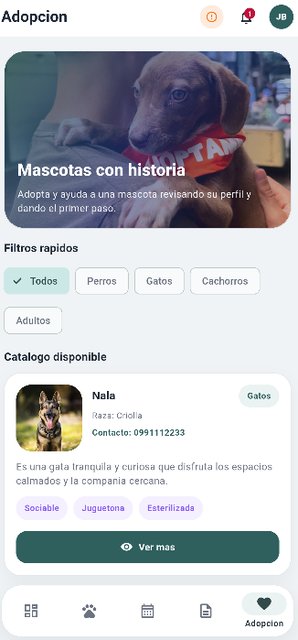 Adopcion
1
JB
ADOPTAME
Mascotas con historia
Adopta y ayuda a una mascota revisando su perfil y
dando el primer paso.
Filtros rapidos
Todos
Perros
Gatos
Cachorros
Adultos
Catalogo disponible
Nala
Gatos
Raza: Criolla
Contacto: 0991112233
Es una gata tranquila y curiosa que disfruta los espacios
calmados y la compania cercana.
Sociable
Juguetona
Esterilizada
Ver mas
Adopcion